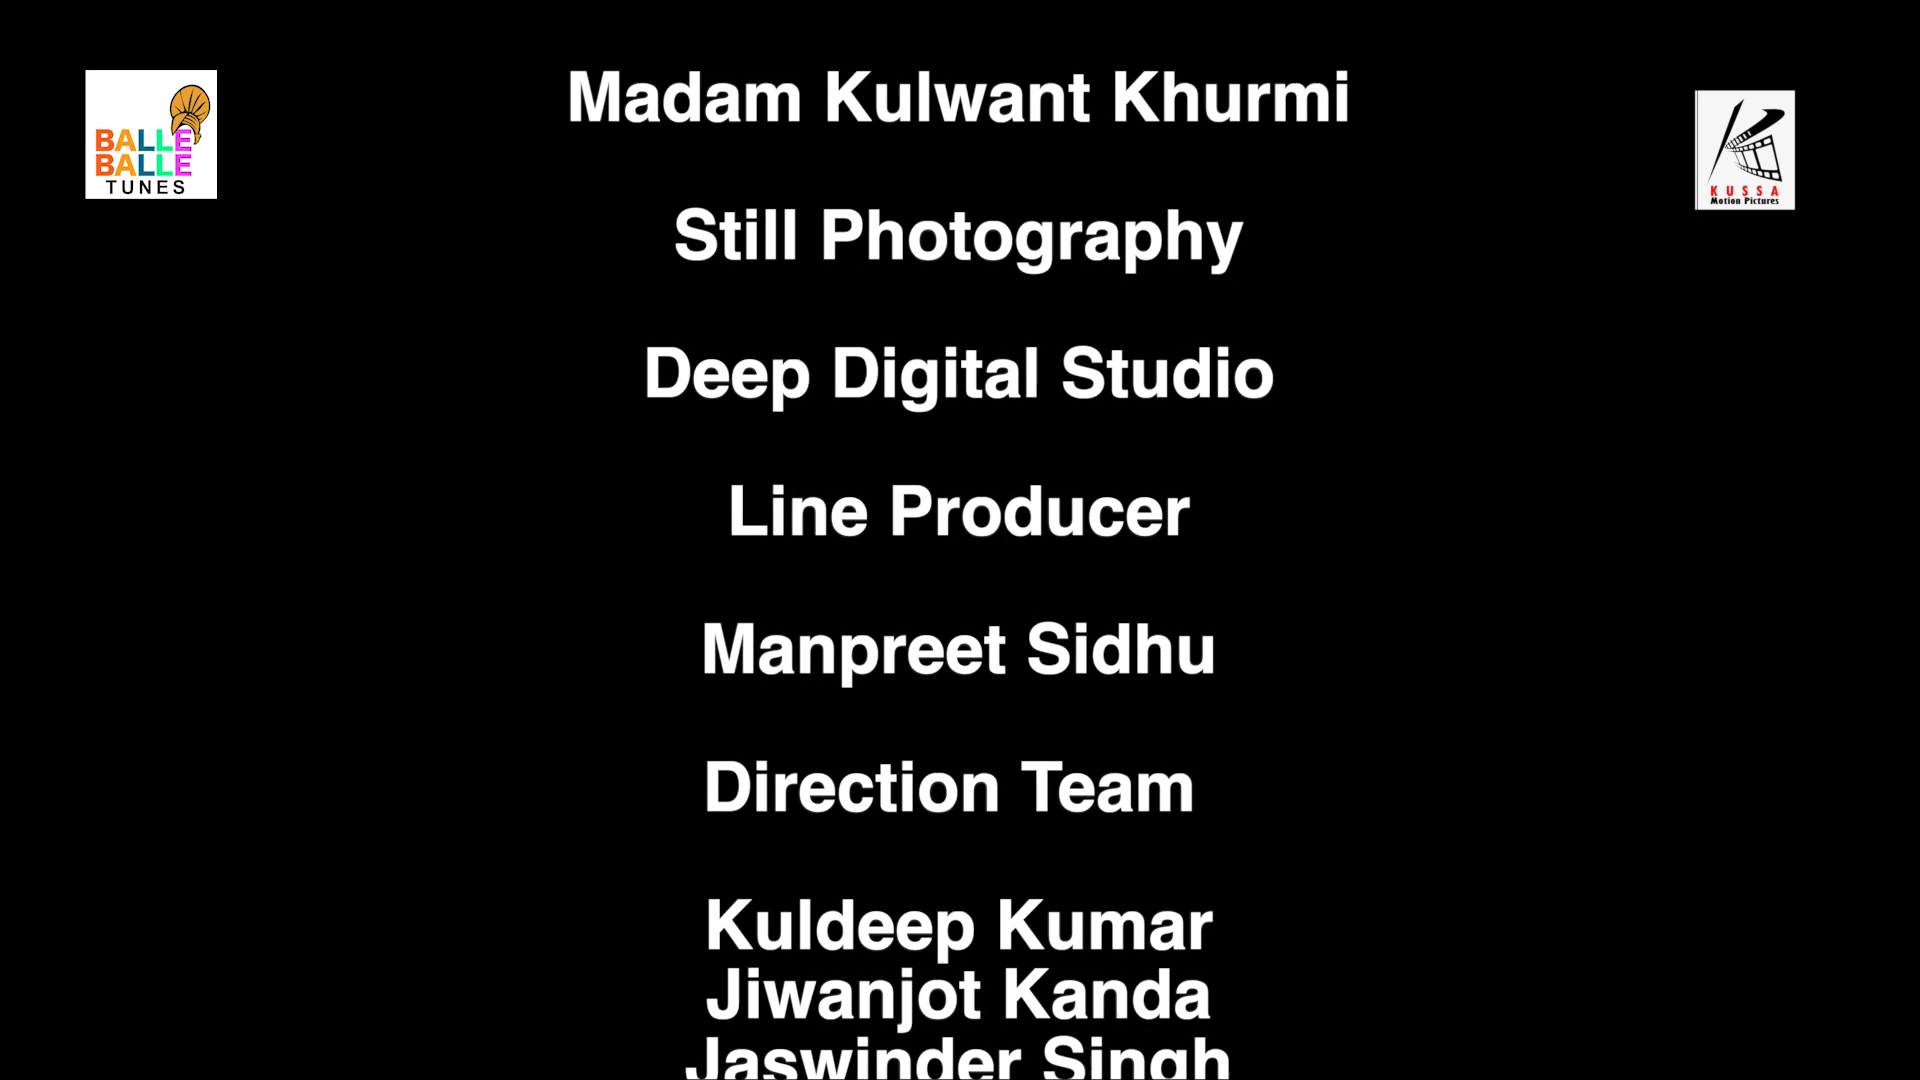 Madam Kulwant Khurmi
BALLE
BALLE
TUNES
KUSSA
Motion Pictures
Still Photography
Deep Digital Studio
Line Producer
Manpreet Sidhu
Direction Team
Kuldeep Kumar
Jiwanjot Kanda
Jaswinder Singh